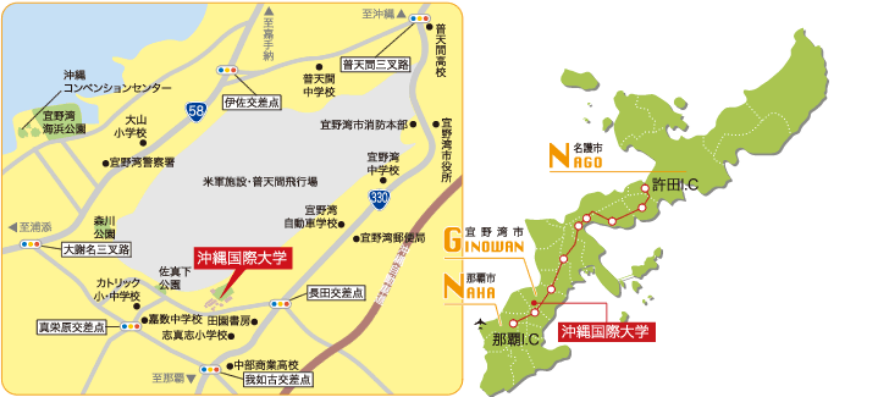 至沖縄▲
▲至嘉手納
普天間高校
普天間三叉路
沖縄
コンベンションセンター
普天間
中学校
58
伊佐交差点
宜野湾
海浜公園
大山
小学校
宜野湾市消防本部
宜野湾市役所
宜野湾警察署
宜野湾
中学校
米軍施設・普天間飛行場
330
森川
公園
宜野湾
自動車学校
◀至浦添
宜野湾郵便局
大謝名三叉路
沖縄国際大学
佐真下
公園
カトリック
小・中学校
長田交差点
嘉数中学校
田園書房
真栄原交差点
志真志小学校
中部商業高校
至那覇▼
我如古交差点
名護市
NAGO
許田I.C
宜野湾市
GINOWAN
那覇市
NAHA
沖縄国際大学
那覇I.C